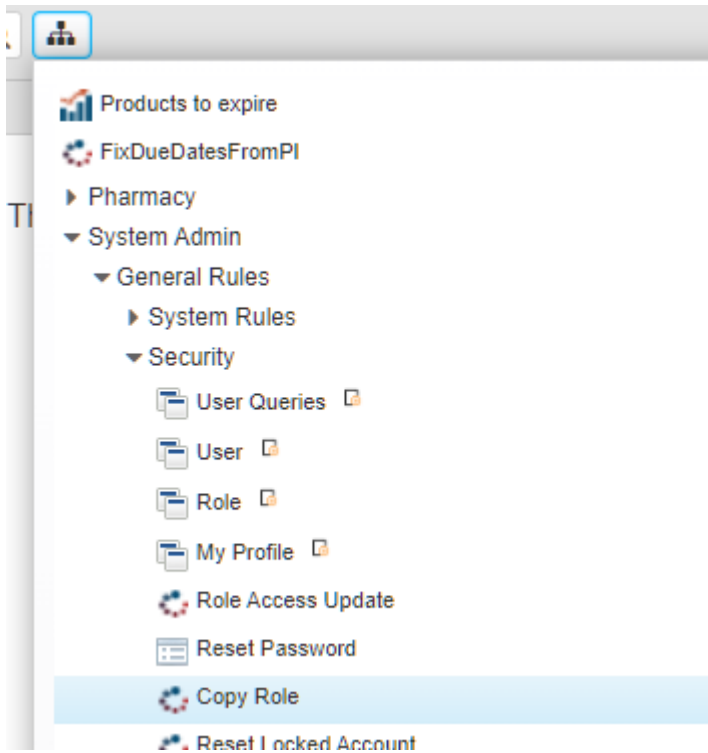 Products to expire
FixDueDatesFromPI
Pharmacy
System Admin
General Rules
System Rules
Security
User Queries
User
Role
My Profile
Role Access Update
Reset Password
Copy Role
Reset Locked Account